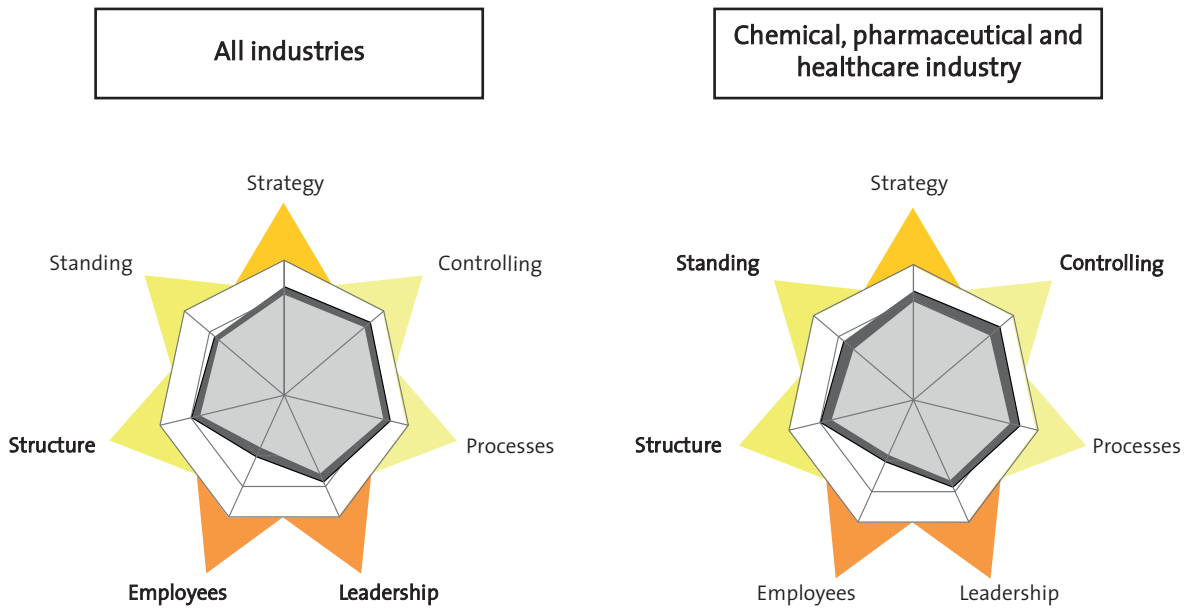 All industries
Chemical, pharmaceutical and
healthcare industry
Strategy
Standing
Controlling
Structure
Processes
Employees
Leadership
Strategy
Standing
Controlling
Structure
Processes
Employees
Leadership